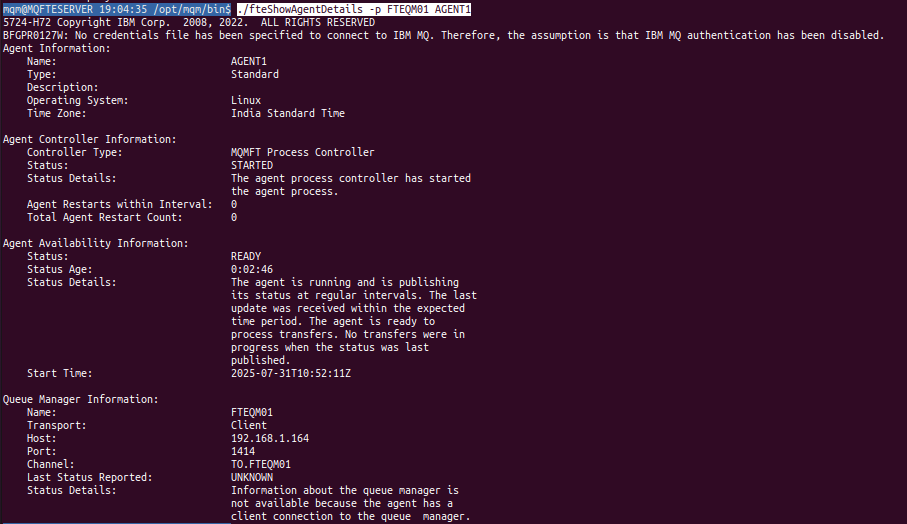 mqm@MQFTESERVER 19:04:35 /opt/mqm/bin$ ./fteShowAgentDetails -p FTEQM01 AGENT1
5724-H72 Copyright IBM Corp.  2008, 2022.  ALL RIGHTS RESERVED
BFGPR0127W: No credentials file has been specified to connect to IBM MQ. Therefore, the assumption is that IBM MQ authentication has been disabled.
Agent Information:
    Name:                          AGENT1
    Type:                          Standard
    Description:
    Operating System:              Linux
    Time Zone:                     India Standard Time

Agent Controller Information:
    Controller Type:               MQMFT Process Controller
    Status:                        STARTED
    Status Details:                The agent process controller has started
                                   the agent process.
    Agent Restarts within Interval:   0
    Total Agent Restart Count:     0

Agent Availability Information:
    Status:                        READY
    Status Age:                    0:02:46
    Status Details:                The agent is running and is publishing
                                   its status at regular intervals. The last
                                   update was received within the expected
                                   time period. The agent is ready to
                                   process transfers. No transfers were in
                                   progress when the status was last
                                   published.
    Start Time:                    2025-07-31T10:52:11Z

Queue Manager Information:
    Name:                          FTEQM01
    Transport:                     Client
    Host:                          192.168.1.164
    Port:                          1414
    Channel:                       TO.FTEQM01
    Last Status Reported:          UNKNOWN
    Status Details:                Information about the queue manager is
                                   not available because the agent has a
                                   client connection to the queue  manager.